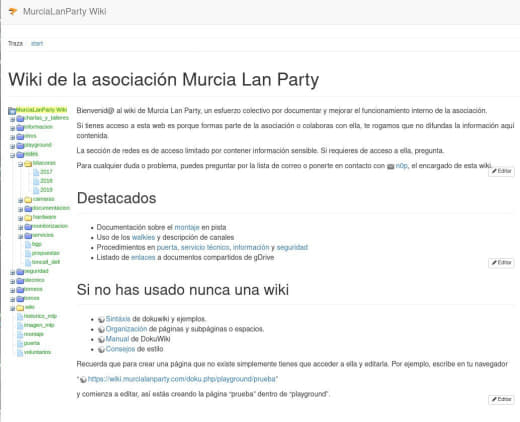 MurciaLanParty Wiki
Traza start
Wiki de la asociación Murcia Lan Party
MurciaLanParty Wiki
charlas_y_talleres
informacion
intros
playground
redes
bitacoras
2017
2018
2019
camaras
documentacion
hardware
monitorizacion
servicios
bgp
propuestas
seguridad
torneos
wiki
historico_mlp
imagen_mlp
montaje
puerta
voluntarios
Bienvenid@ al wiki de Murcia Lan Party, un esfuerzo colectivo por documentar y mejorar el funcionamiento interno de la asociación.
Si tienes acceso a esta web es porque formas parte de la asociación o colaboras con ella, te rogamos que no difundas la información aquí
contenida.
La sección de redes es de acceso limitado por contener información sensible. Si requieres de acceso a ella, pregunta.
Para cualquier duda o problema, puedes preguntar por la lista de correo o ponerte en contacto con n0p, el encargado de esta wiki.
Editar
Destacados
• Documentación sobre el montaje en pista
• Uso de los walkies y descripción de canales
• Procedimientos en puerta, servicio técnico, información y seguridad
• Listado de enlaces a documentos compartidos de gDrive
Editar
Si no has usado nunca una wiki
• Sintáxis de dokuwiki y ejemplos.
• Organización de páginas y subpáginas o espacios.
• Manual de DokuWiki
• Consejos de estilo
Recuerda que para crear una página que no existe simplemente tienes que acceder a ella y editarla. Por ejemplo, escribe en tu navegador
"https://wiki.murcialanparty.com/doku.php/playground/prueba"
y comienza a editar, así estás creando la página "prueba" dentro de "playground".
Editar